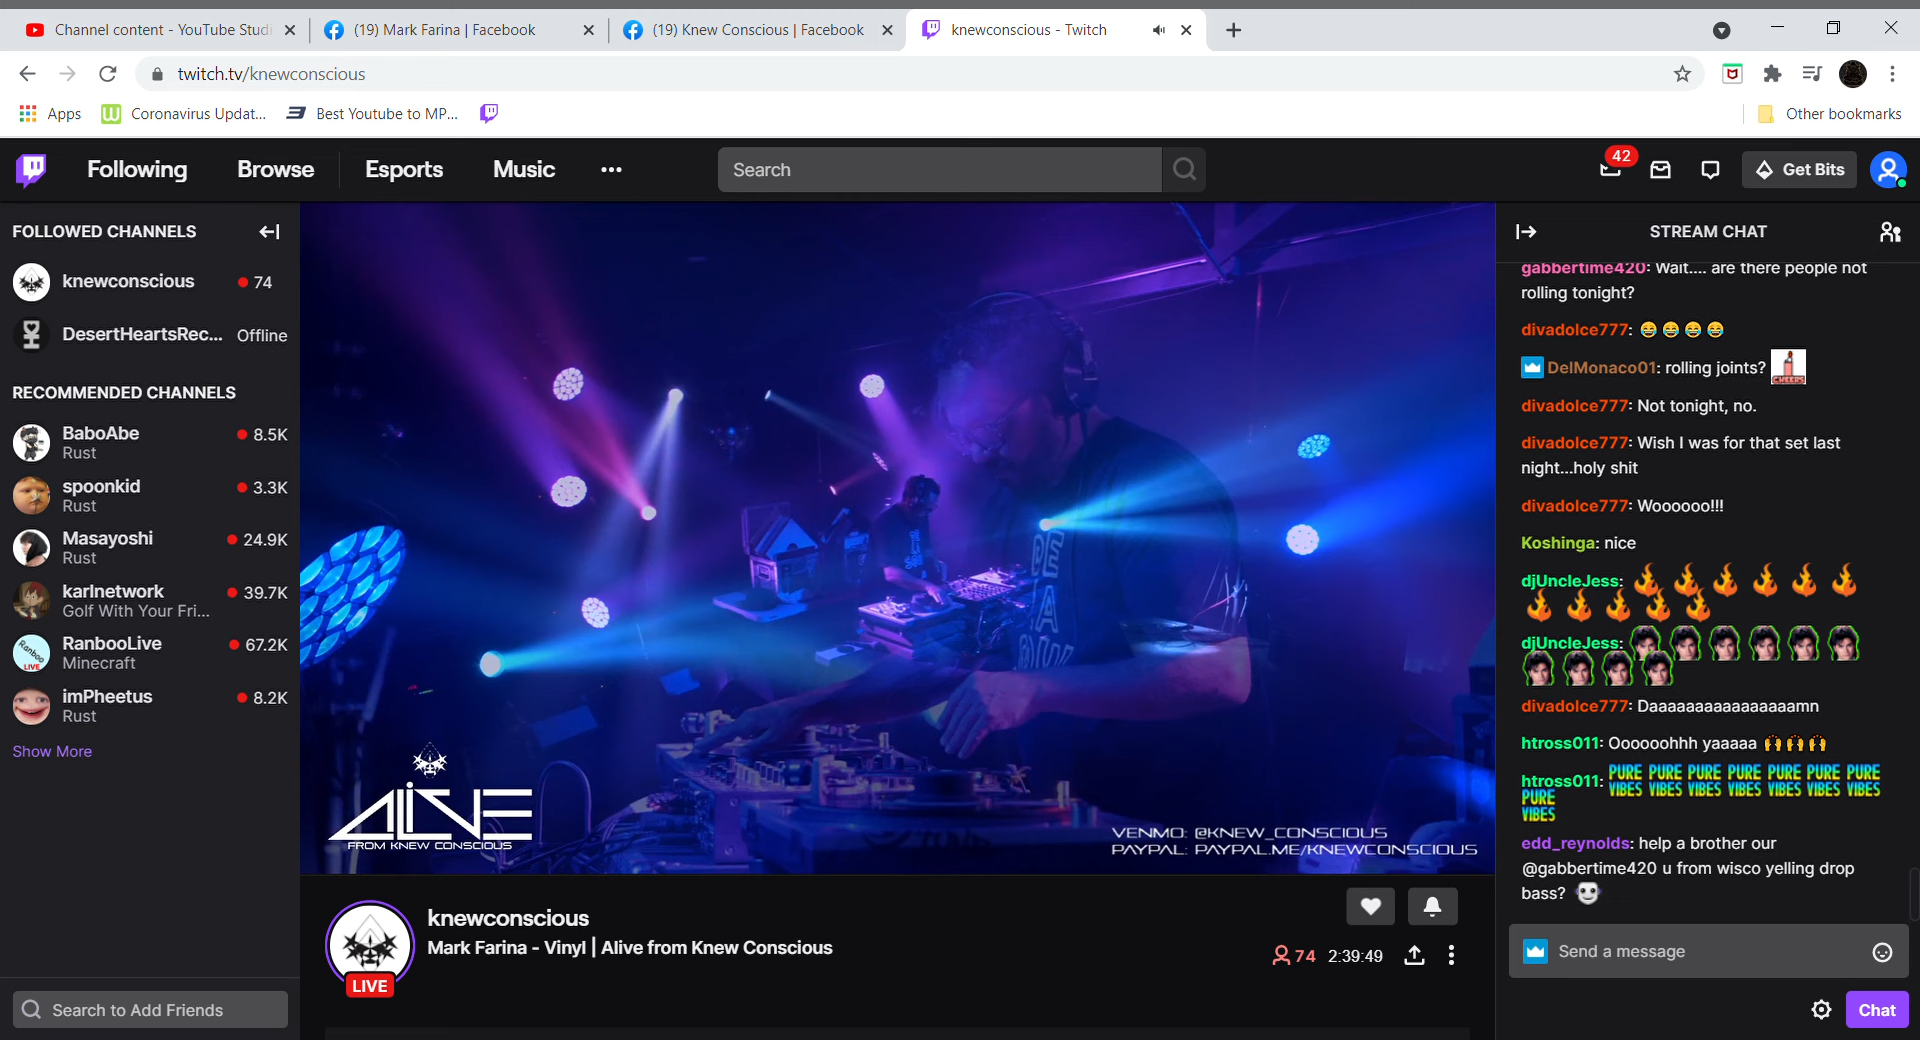 Channel content - YouTube Studi
(19) Mark Farina | Facebook
(19) Knew Conscious | Facebook
knewconscious - Twitch
twitch.tv/knewconscious
Apps
Coronavirus Updat...
Best Youtube to MP...
Other bookmarks
Following
Browse
Esports
Music
Search
42
Get Bits
FOLLOWED CHANNELS
knewconscious
74
DesertHeartsRec...
Offline
RECOMMENDED CHANNELS
BaboAbe
8.5K
Rust
spoonkid
3.3K
Rust
Masayoshi
24.9K
Rust
karlnetwork
39.7K
Golf With Your Fri...
RanbooLive
67.2K
Minecraft
imPheetus
8.2K
Rust
Show More
Search to Add Friends
ALIVE
FROM KNEW CONSCIOUS
VENMO: @KNEW_CONSCIOUS
PAYPAL: PAYPAL.ME/KNEWCONSCIOUS
LIVE
knewconscious
Mark Farina - Vinyl | Alive from Knew Conscious
74
2:39:49
STREAM CHAT
gabbertime420: Wait.... are there people not
rolling tonight?
divadolce777: 😂 😂 😂 😂
DelMonaco01: rolling joints? CHEERS
divadolce777: Not tonight, no.
divadolce777: Wish I was for that set last
night...holy shit
divadolce777: Woooooo!!!
Koshinga: nice
djUncleJess:
djUncleJess:
divadolce777: Daaaaaaaaaaaaaaaamn
htross011: Oooooohhh yaaaaa
htross011: PURE VIBES PURE VIBES PURE VIBES PURE VIBES PURE VIBES PURE VIBES PURE VIBES
PURE VIBES
edd_reynolds: help a brother our
@gabbertime420 u from wisco yelling drop
bass?
Send a message
Chat